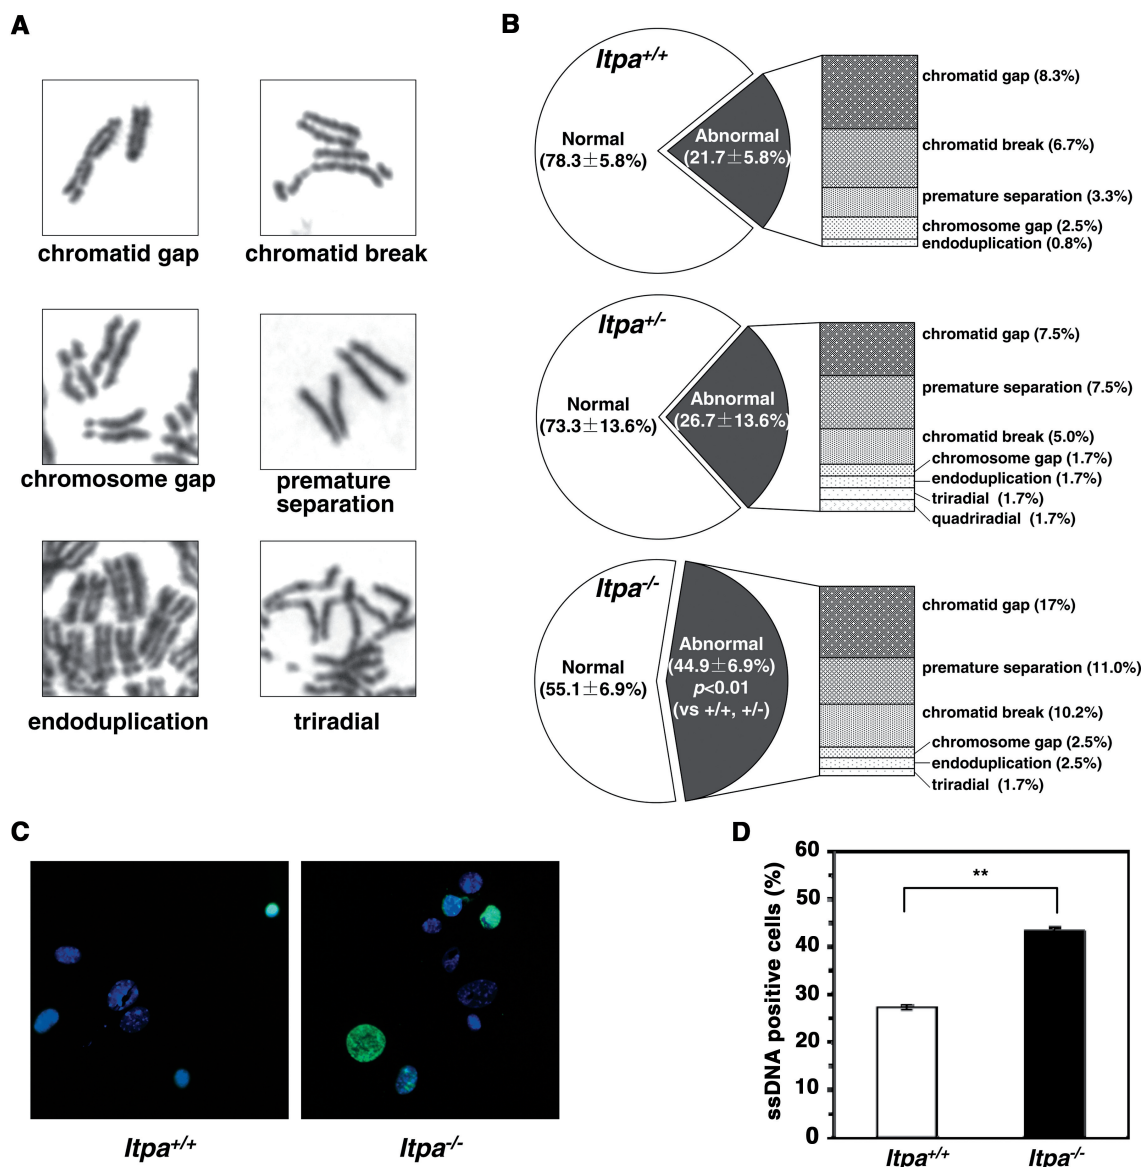 A
chromatid gap
chromatid break
chromosome gap
premature
separation
endoduplication
triradial
B
Itpa+/+
Normal
(78.3±5.8%)
Abnormal
(21.7±5.8%)
chromatid gap (8.3%)
chromatid break (6.7%)
premature separation (3.3%)
chromosome gap (2.5%)
endoduplication (0.8%)
Itpa+/-
Normal
(73.3±13.6%)
Abnormal
(26.7±13.6%)
chromatid gap (7.5%)
premature separation (7.5%)
chromatid break (5.0%)
chromosome gap (1.7%)
endoduplication (1.7%)
triradial (1.7%)
quadriradial (1.7%)
Itpa-/-
Normal
(55.1±6.9%)
Abnormal
(44.9±6.9%)
p<0.01
(vs +/+, +/-)
chromatid gap (17%)
premature separation (11.0%)
chromatid break (10.2%)
chromosome gap (2.5%)
endoduplication (2.5%)
triradial (1.7%)
C
Itpa+/+
Itpa-/-
D
ssDNA positive cells (%)
60
50
40
30
20
10
0
**
Itpa+/+
Itpa-/-